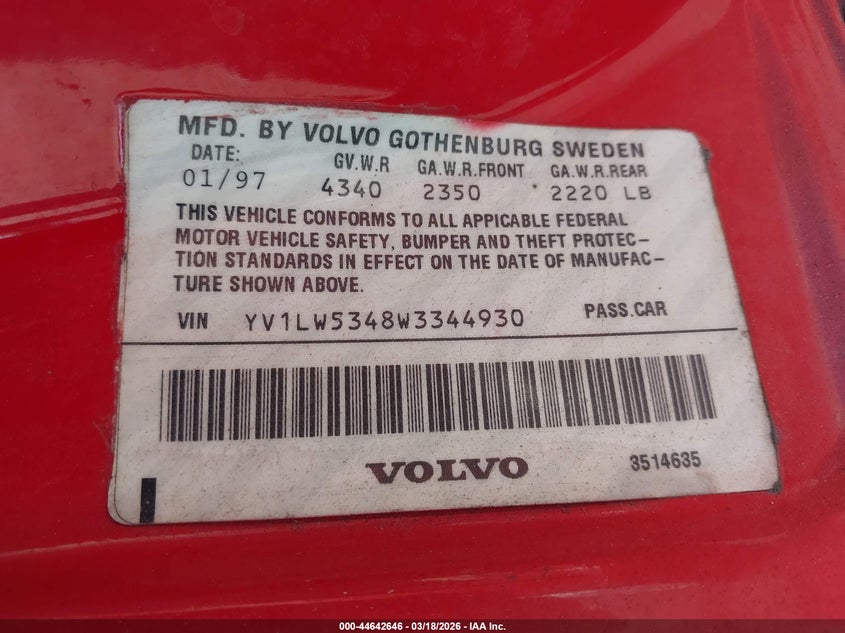 MFD. BY VOLVO GOTHENBURG SWEDEN
DATE: GV.W.R GA.W.R.FRONT GA.W.R.REAR
01/97 4340 2350 * 2220 LB
THIS VEHICLE CONFORMS TO ALL APPICABLE FEDERAL
MOTOR VEHICLE SAFETY, BUMPER AND THEFT PROTEC-
TION STANDARDS IN EFFECT ON THE DATE OF MANUFAC-
TURE SHOWN ABOVE.
VIN YV1LW5348W3344930 PASS.CAR
VOLVO 3514635
000-44642646 | 03/18/2026 - IAA Inc.